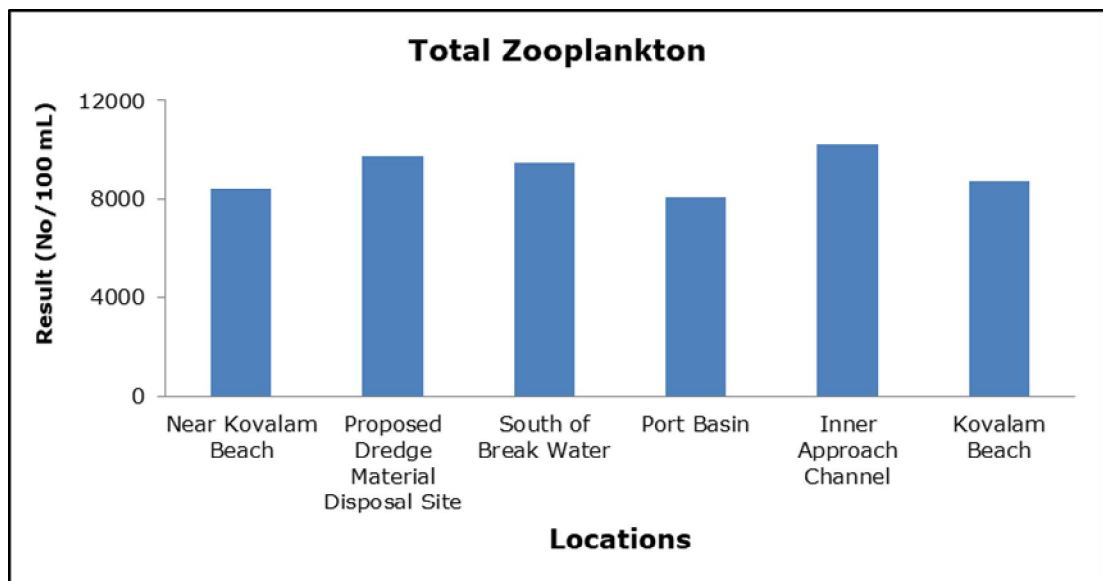 Total Zooplankton
Result (No/100 mL)
12000
8000
4000
0
Near Kovalam
Beach
Proposed
Dredge
Material
Disposal Site
South of
Break Water
Port Basin
Inner
Approach
Channel
Kovalam
Beach
Locations